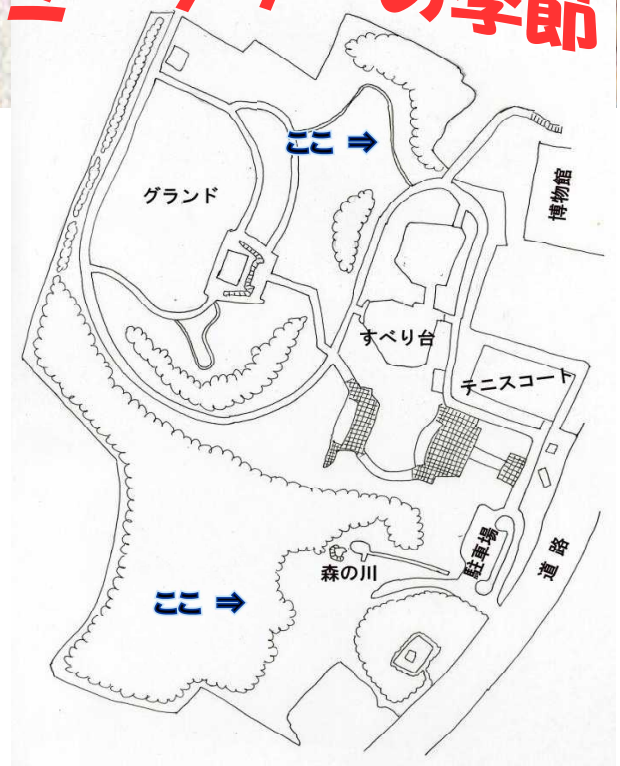 の季節
ここ ⇒
グランド
博物館
すべり台
テニスコート
駐車場
道路
森の川
ここ ⇒